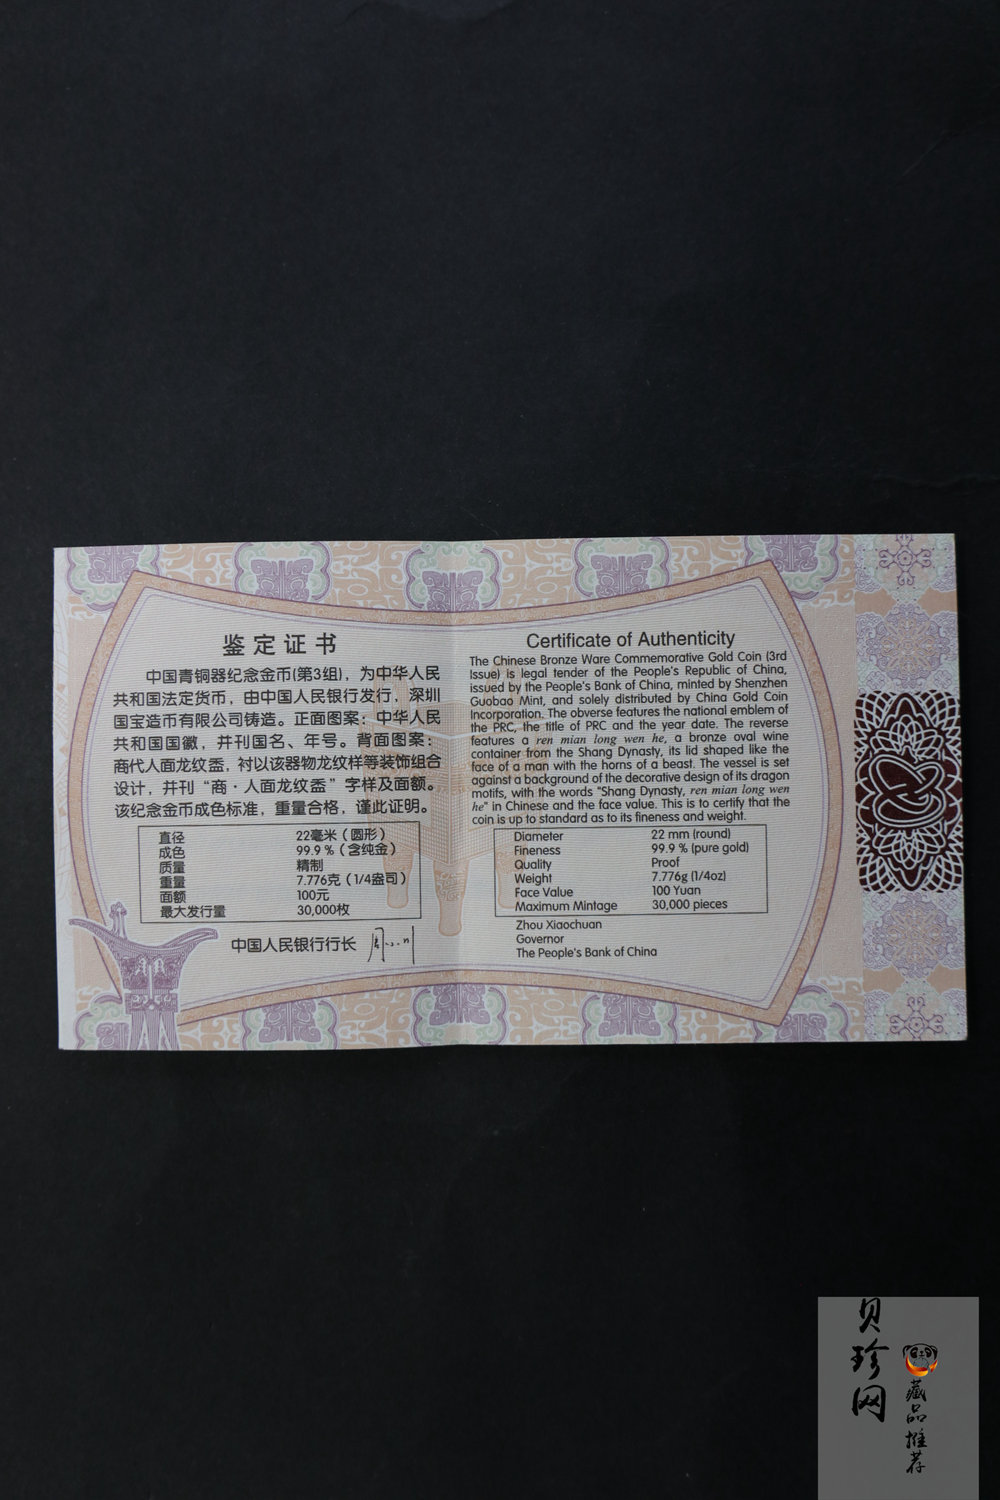 鉴定证书
中国青铜器纪念金币(第3组)，为中华人民
共和国法定货币，由中国人民银行发行，深圳
国宝造币有限公司铸造。正面图案：中华人民
共和国国徽，并刊国名、年号。背面图案：
商代人面龙纹盉，衬以该器物龙纹样等装饰组合
设计，并刊“商·人面龙纹盉”字样及面额。
该纪念金币成色标准，重量合格，谨此证明。
直径 22毫米（圆形）
成色 99.9％（含纯金）
质量 精制
重量 7.776克（1/4盎司）
面额 100元
最大发行量 30,000枚
中国人民银行行长
Certificate of Authenticity
The Chinese Bronze Ware Commemorative Gold Coin (3rd
Issue) is legal tender of the People's Republic of China,
issued by the People's Bank of China, minted by Shenzhen
Guobao Mint, and solely distributed by China Gold Coin
Incorporation. The obverse features the national emblem of
the PRC, the title of PRC and the year date. The reverse
features a ren mian long wen he, a bronze oval wine
container from the Shang Dynasty, its lid shaped like the
face of a man with the horns of a beast. The vessel is set
against a background of the decorative design of its dragon
motifs, with the words "Shang Dynasty, ren mian long wen
he" in Chinese and the face value. This is to certify that the
coin is up to standard as to its fineness and weight.
Diameter 22 mm (round)
Fineness 99.9 % (pure gold)
Quality Proof
Weight 7.776g (1/4oz)
Face Value 100 Yuan
Maximum Mintage 30,000 pieces
Zhou Xiaochuan
Governor
The People's Bank of China
贝珍网
藏品推荐